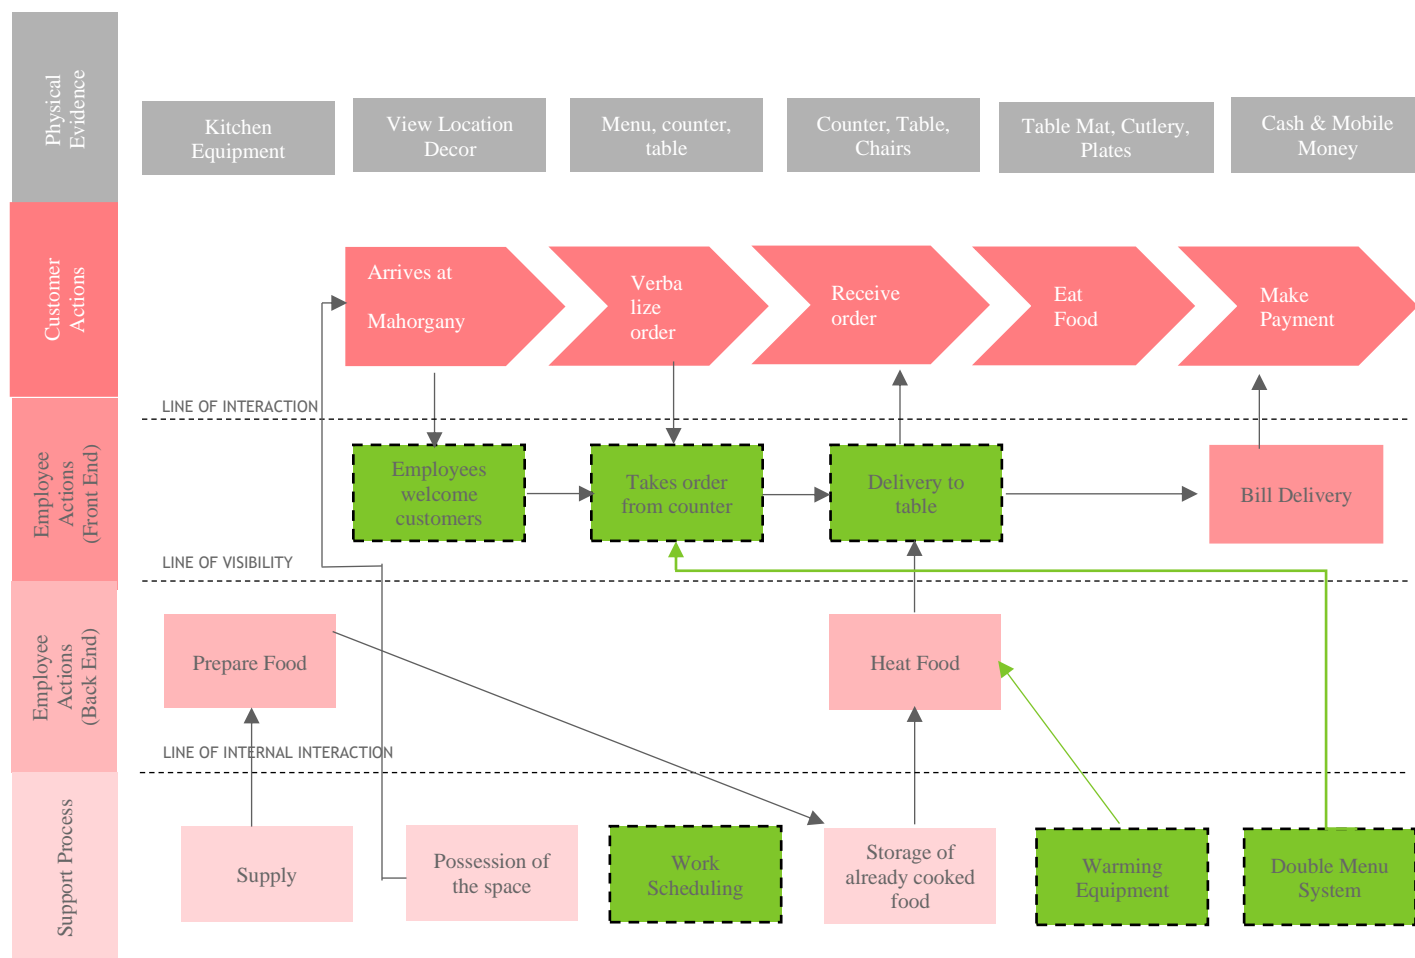 Physical
Evidence
Kitchen
Equipment
View Location
Decor
Menu, counter,
table
Counter, Table,
Chairs
Table Mat, Cutlery,
Plates
Cash & Mobile
Money
Customer
Actions
Arrives at
Mahorgany
Verba
lize
order
Receive
order
Eat
Food
Make
Payment
LINE OF INTERACTION
Employee
Actions
(Front End)
Employees
welcome
customers
Takes order
from counter
Delivery to
table
Bill Delivery
LINE OF VISIBILITY
Employee
Actions
(Back End)
Prepare Food
Heat Food
LINE OF INTERNAL INTERACTION
Support Process
Supply
Possession of
the space
Work
Scheduling
Storage of
already cooked
food
Warming
Equipment
Double Menu
System